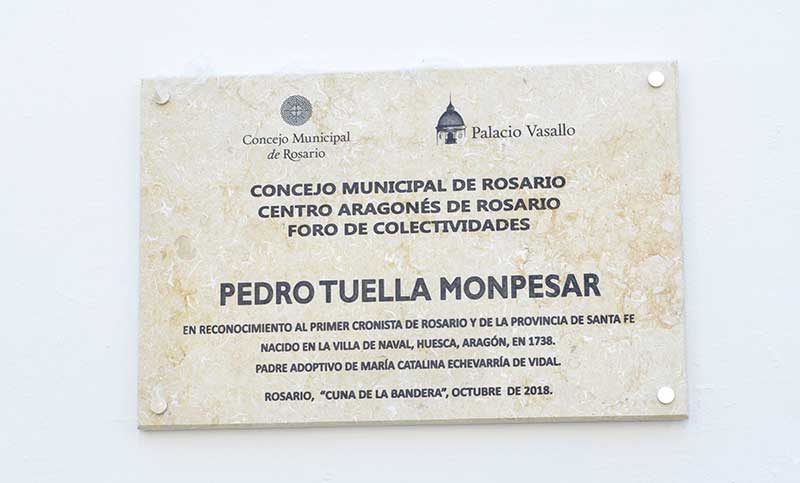 Concejo Municipal
de Rosario
Palacio Vasallo
CONCEJO MUNICIPAL DE ROSARIO
CENTRO ARAGONÉS DE ROSARIO
FORO DE COLECTIVIDADES
PEDRO TUELLA MONPESAR
EN RECONOCIMIENTO AL PRIMER CRONISTA DE ROSARIO Y DE LA PROVINCIA DE SANTA FE
NACIDO EN LA VILLA DE NAVAL, HUESCA, ARAGÓN, EN 1738.
PADRE ADOPTIVO DE MARÍA CATALINA ECHEVARRÍA DE VIDAL.
ROSARIO, "CUNA DE LA BANDERA", OCTUBRE DE 2018.